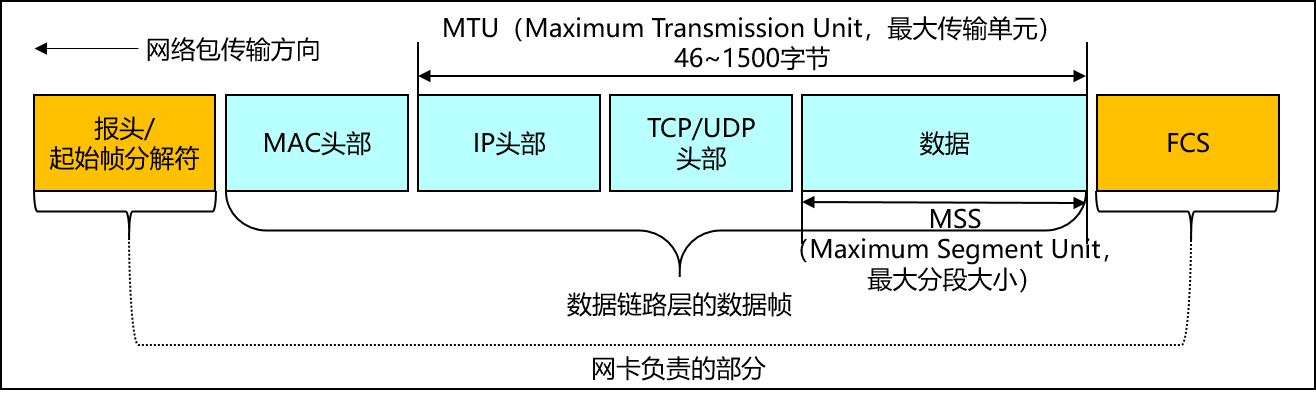 MTU（Maximum Transmission Unit，最大传输单元）
46~1500字节
网络包传输方向
报头/
起始帧分解符
MAC头部
IP头部
TCP/UDP
头部
数据
FCS
MSS
（Maximum Segment Unit，
最大分段大小）
数据链路层的数据帧
网卡负责的部分